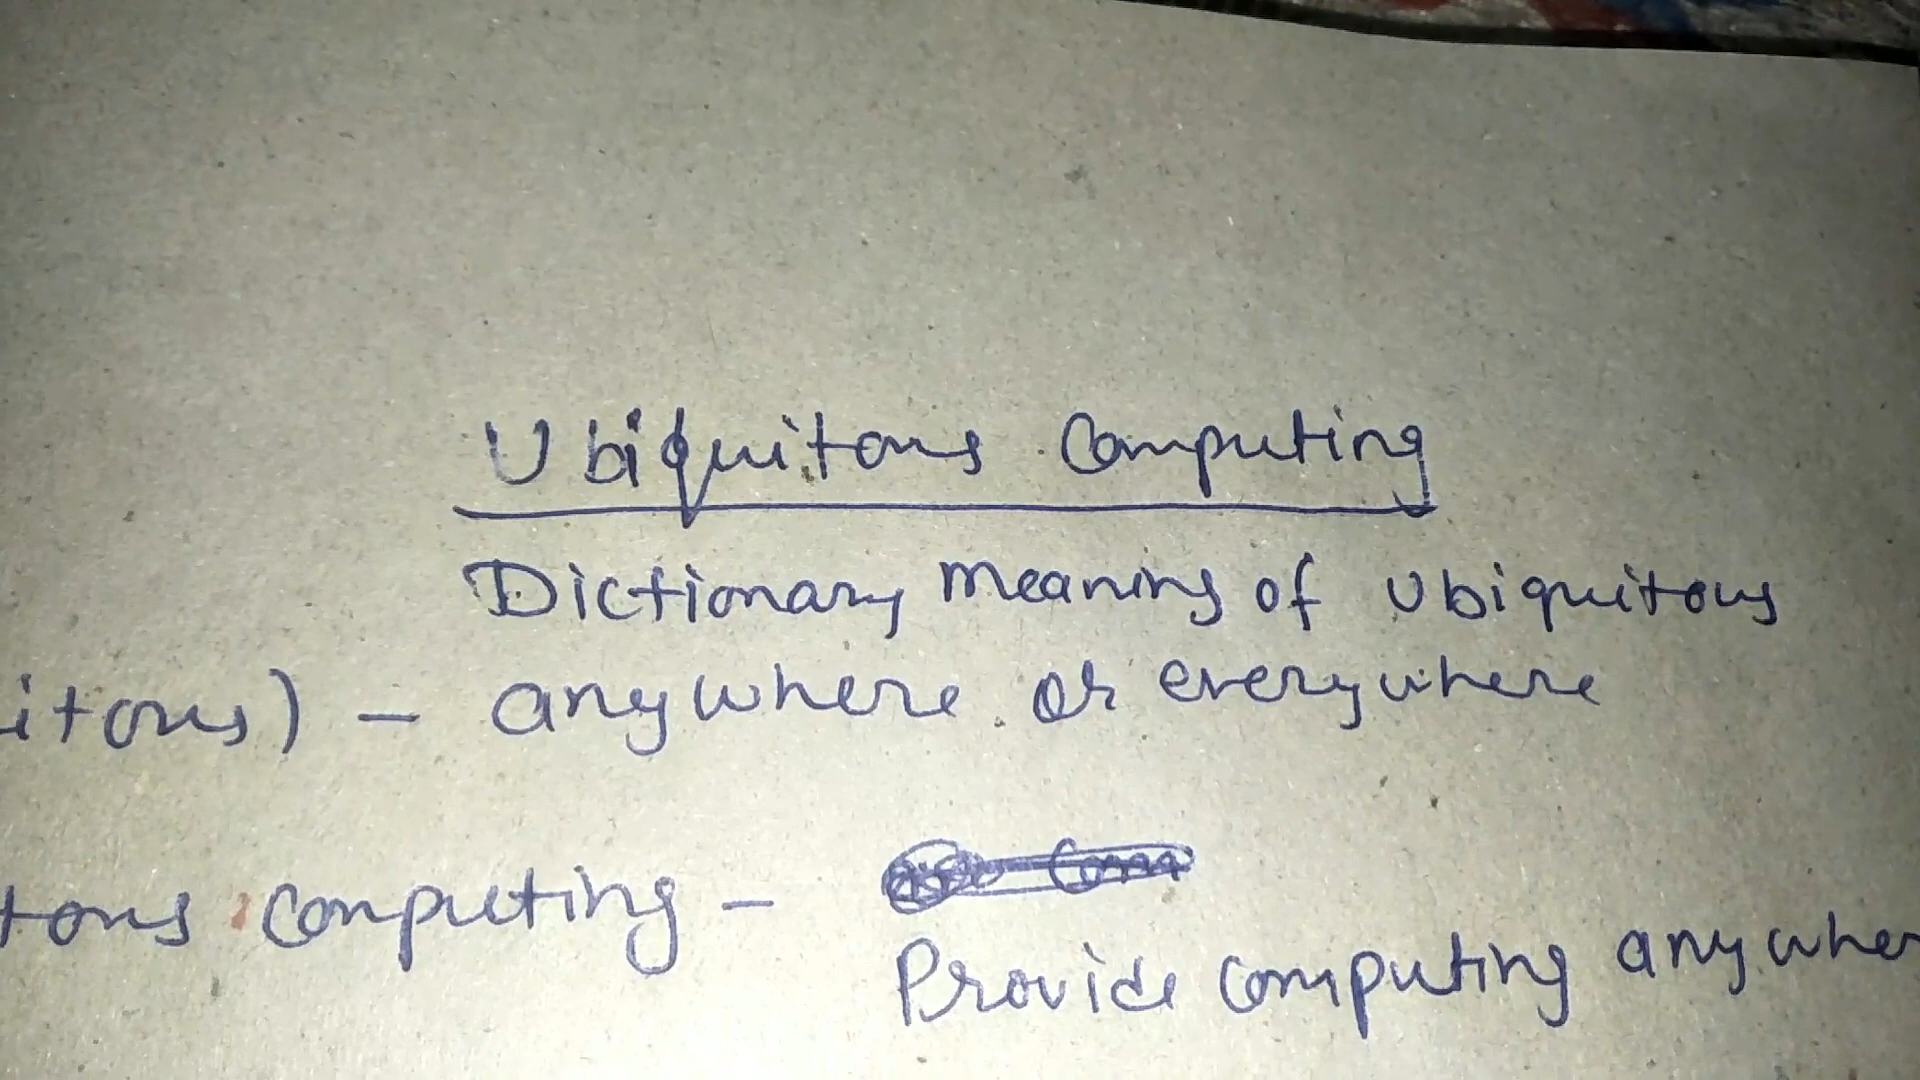 Ubiquitous Computing
Dictionary meaning of Ubiquitous
itous) - anywhere or everywhere
tous computing -
Provide computing anywher